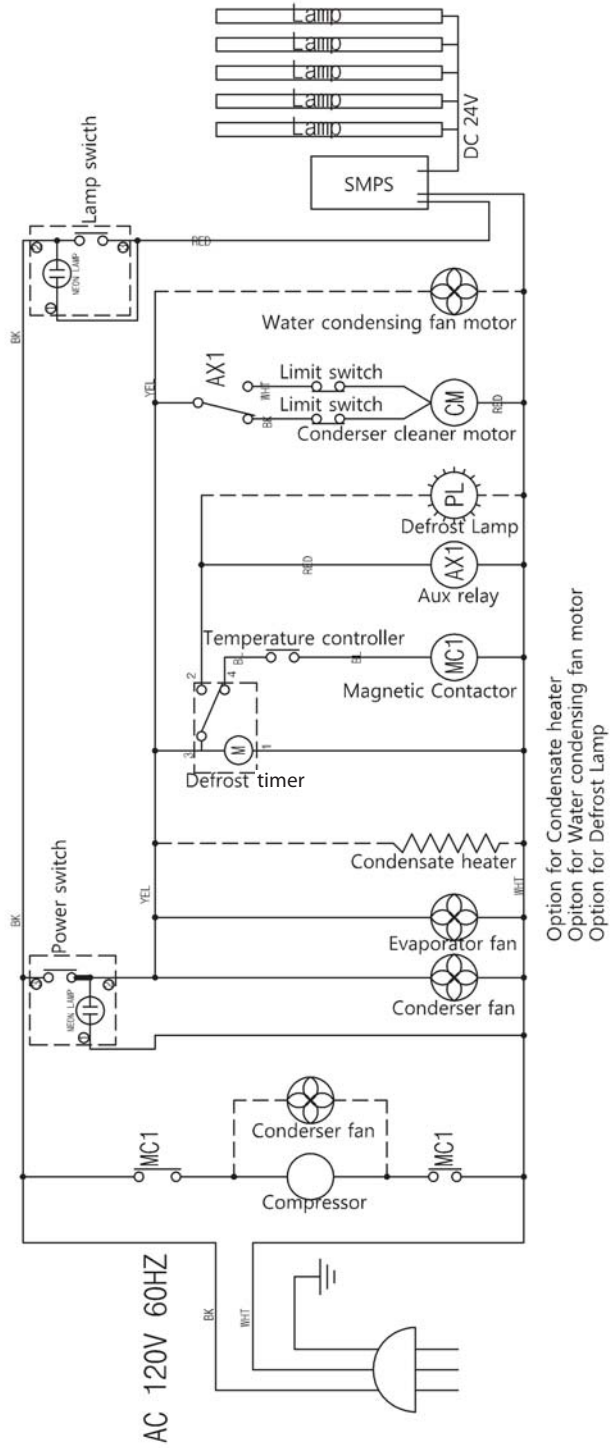 AC 120V 60HZ
BK
WHT
MC1
Conderser fan
Compressor
MC1
BK
Power switch
NEON LAMP
YEL
Conderser fan
Evaporator fan
Condensate heater
WHT
Defrost timer
3
M
1
2
4
Temperature controller
BL
BL
MC1
Magnetic Contactor
RED
AX1
Aux relay
PL
Defrost Lamp
YEL
AX1
WHT
BK
Limit switch
Limit switch
CM
RED
Conderser cleaner motor
Water condensing fan motor
BK
Lamp swicth
NEON LAMP
RED
SMPS
DC 24V
Lamp
Lamp
Lamp
Lamp
Lamp
Option for Condensate heater
Opiton for Water condensing fan motor
Option for Defrost Lamp